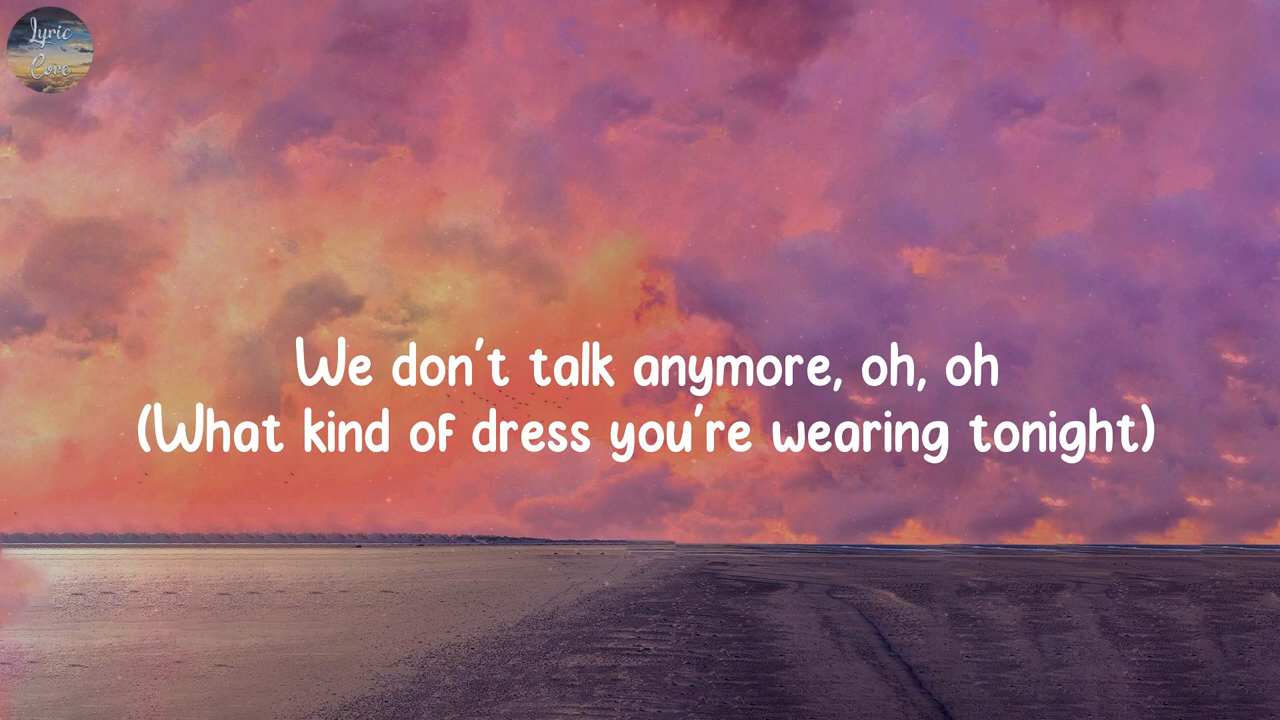 Lyric
Core
We don't talk anymore, oh, oh
(What kind of dress you're wearing tonight)